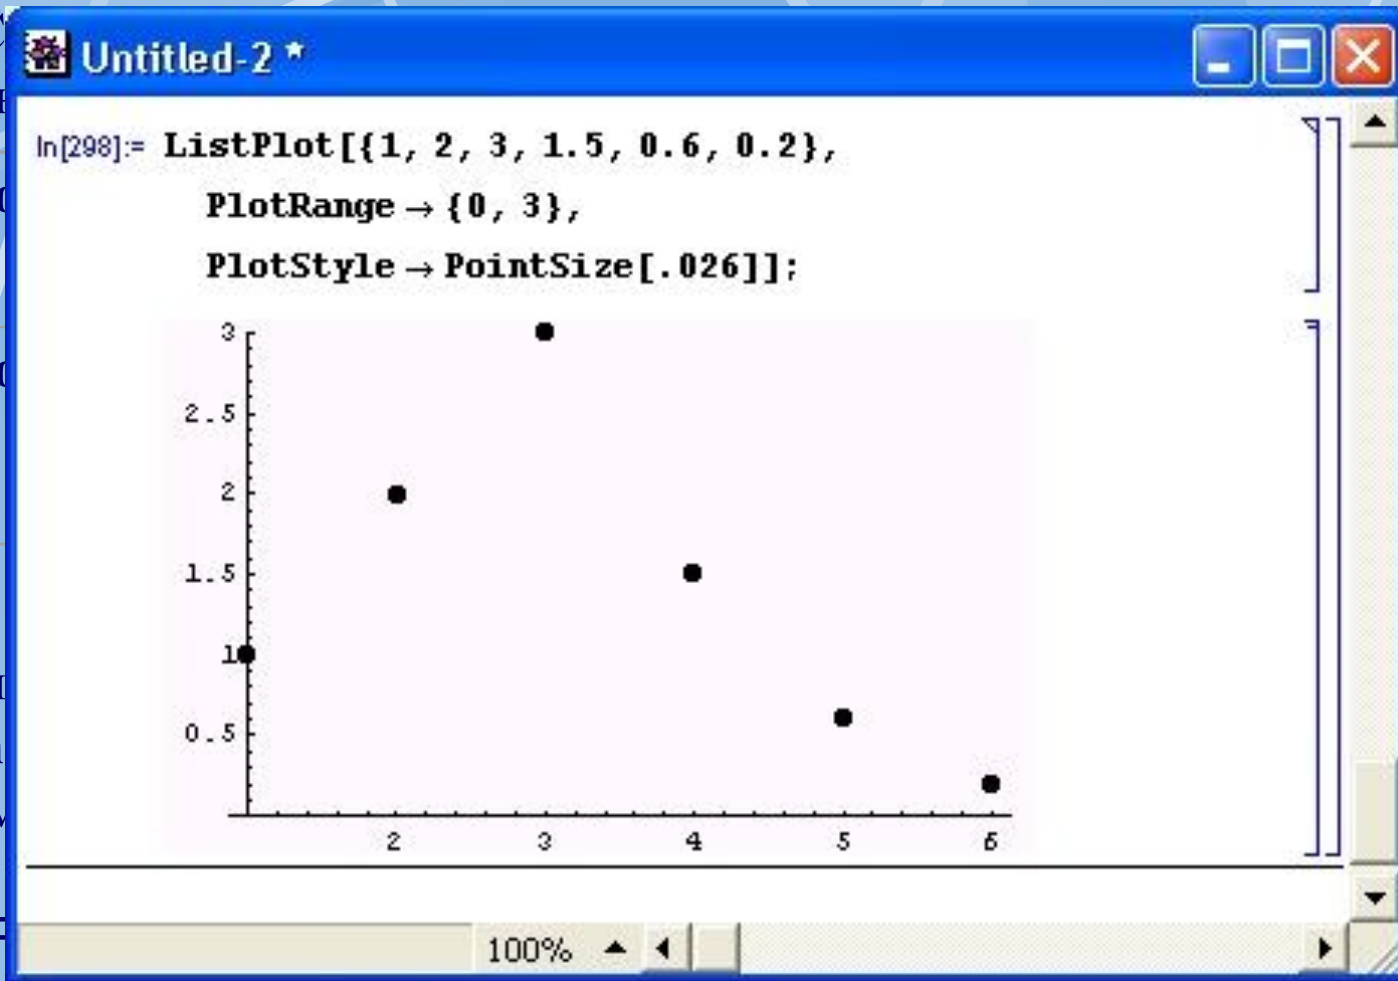 Untitled-2 *
In[298]:= ListPlot[{1, 2, 3, 1.5, 0.6, 0.2},
PlotRange → {0, 3},
PlotStyle → PointSize[.026]];
3
2.5
2
1.5
1
0.5
2 3 4 5 6
100%